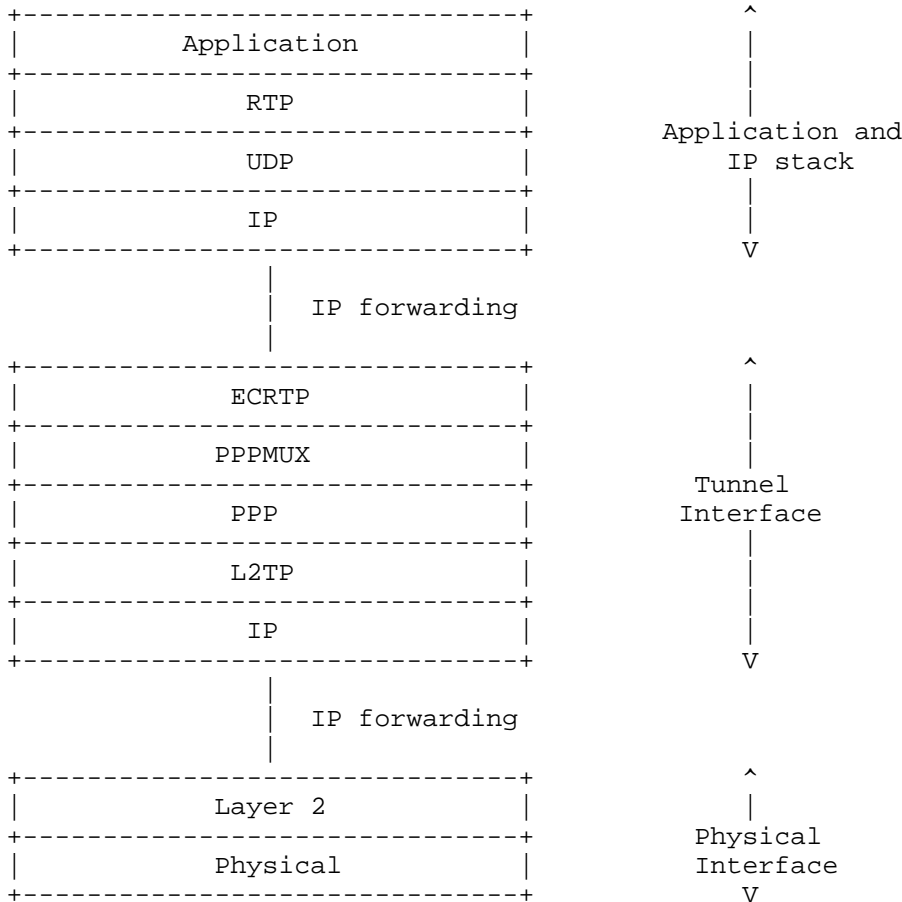 Application
RTP
Application and
UDP IP stack
IP
IP forwarding
ECRTP
PPPMUX
Tunnel
PPP Interface
L2TP
IP
IP forwarding
Layer 2
Physical
Physical Interface